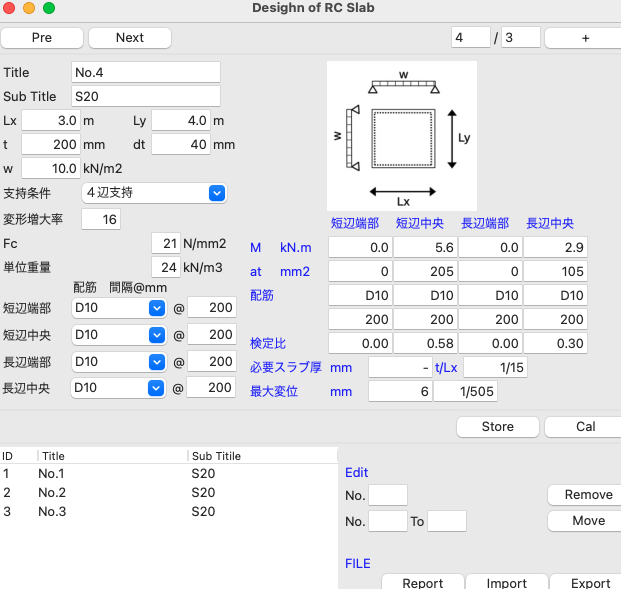 Desighn of RC Slab
Pre Next 4 / 3 +
Title No.4
Sub Title S20
Lx 3.0 m Ly 4.0 m
t 200 mm dt 40 mm
w 10.0 kN/m2
支持条件 4辺支持
変形増大率 16
Fc 21 N/mm2
単位重量 24 kN/m3
配筋 間隔@mm
短辺端部 D10 @ 200
短辺中央 D10 @ 200
長辺端部 D10 @ 200
長辺中央 D10 @ 200
w
w
Ly
Lx
短辺端部 短辺中央 長辺端部 長辺中央
M kN.m 0.0 5.6 0.0 2.9
at mm2 0 205 0 105
配筋 D10 D10 D10 D10
200 200 200 200
検定比 0.00 0.58 0.00 0.30
必要スラブ厚 mm - t/Lx 1/15
最大変位 mm 6 1/505
Store Cal
ID Title Sub Titile
1 No.1 S20
2 No.2 S20
3 No.3 S20
Edit
No. Remove
No. To Move
FILE
Report Import Export